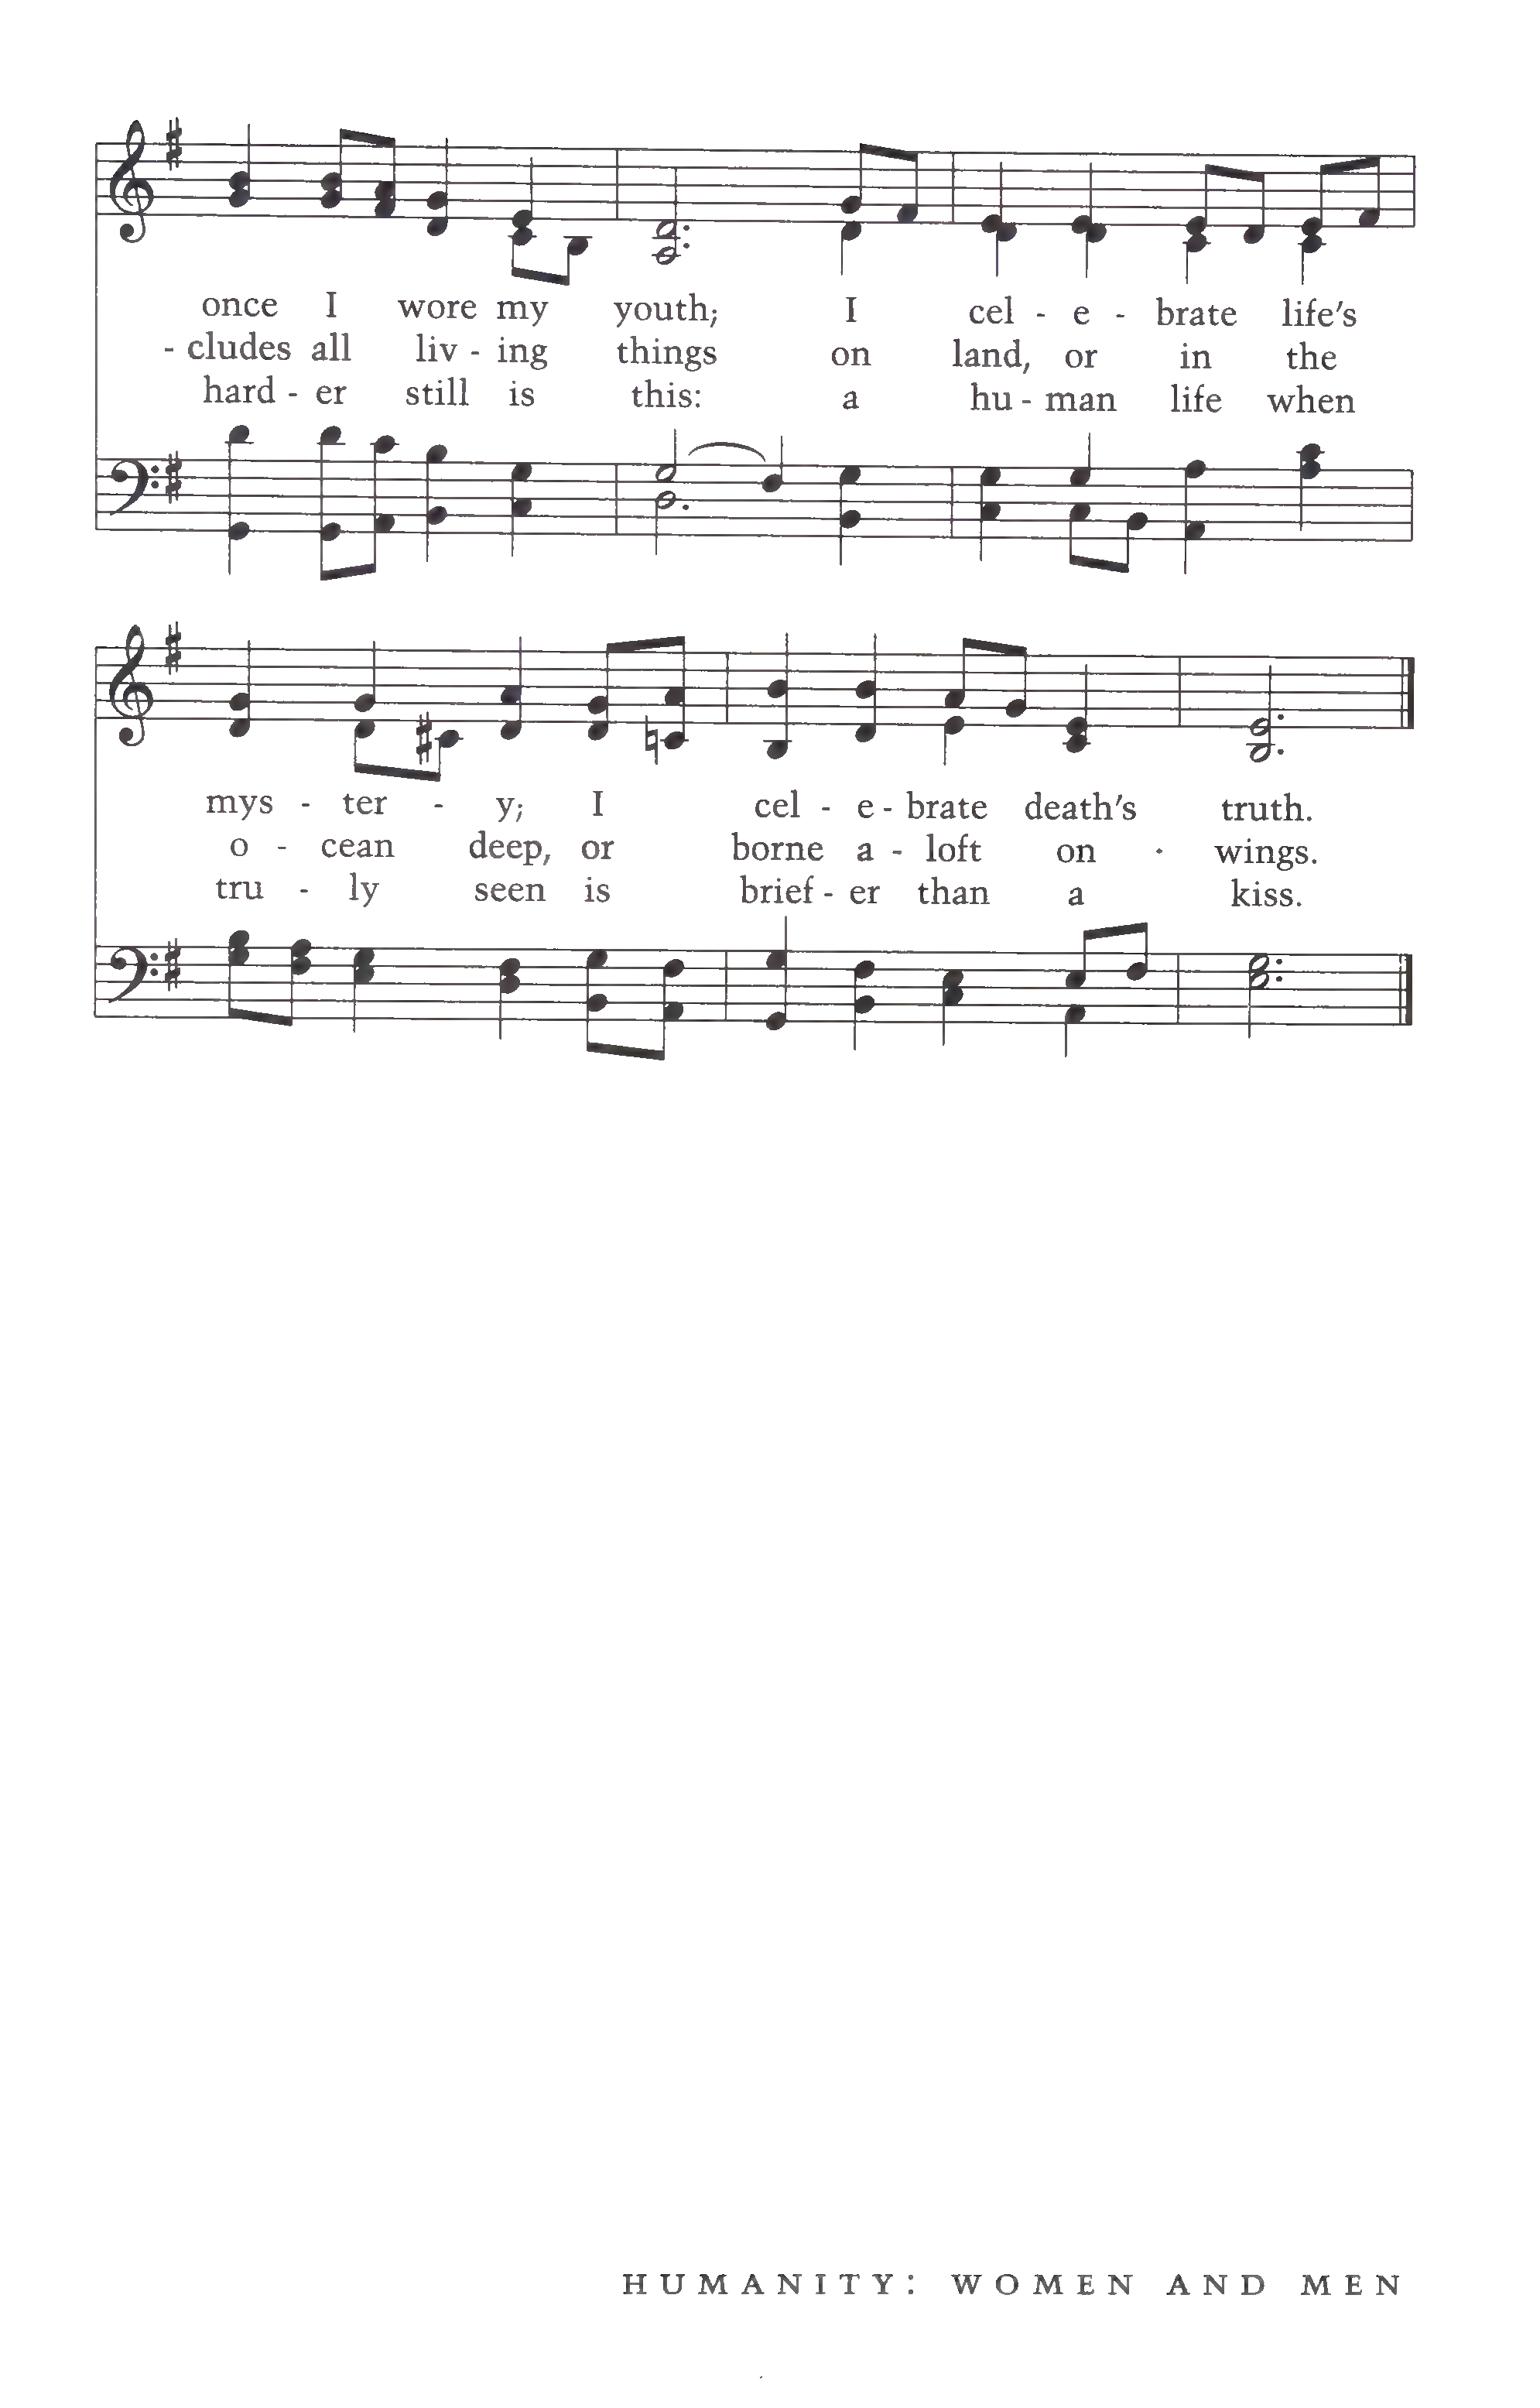 once I wore my youth; I cel - e - brate life's
- cludes all liv - ing things on land, or in the
hard - er still is this: a hu - man life when
mys - ter - y; I cel - e - brate death's truth.
o - cean deep, or borne a - loft on wings.
tru - ly seen is brief - er than a kiss.
HUMANITY: WOMEN AND MEN